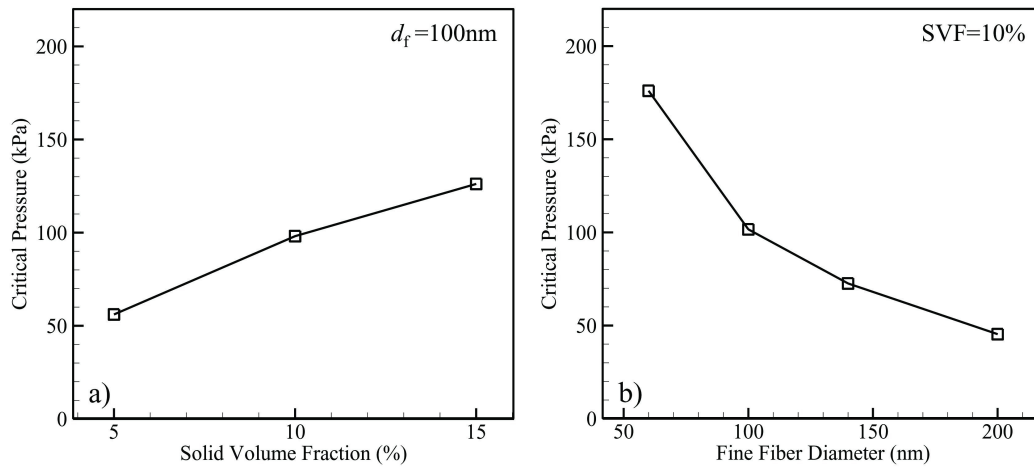 d_f =100nm
200
150
100
50
0
Critical Pressure (kPa)
a)
5 10 15
Solid Volume Fraction (%)
SVF=10%
200
150
100
50
0
Critical Pressure (kPa)
b)
50 100 150 200
Fine Fiber Diameter (nm)